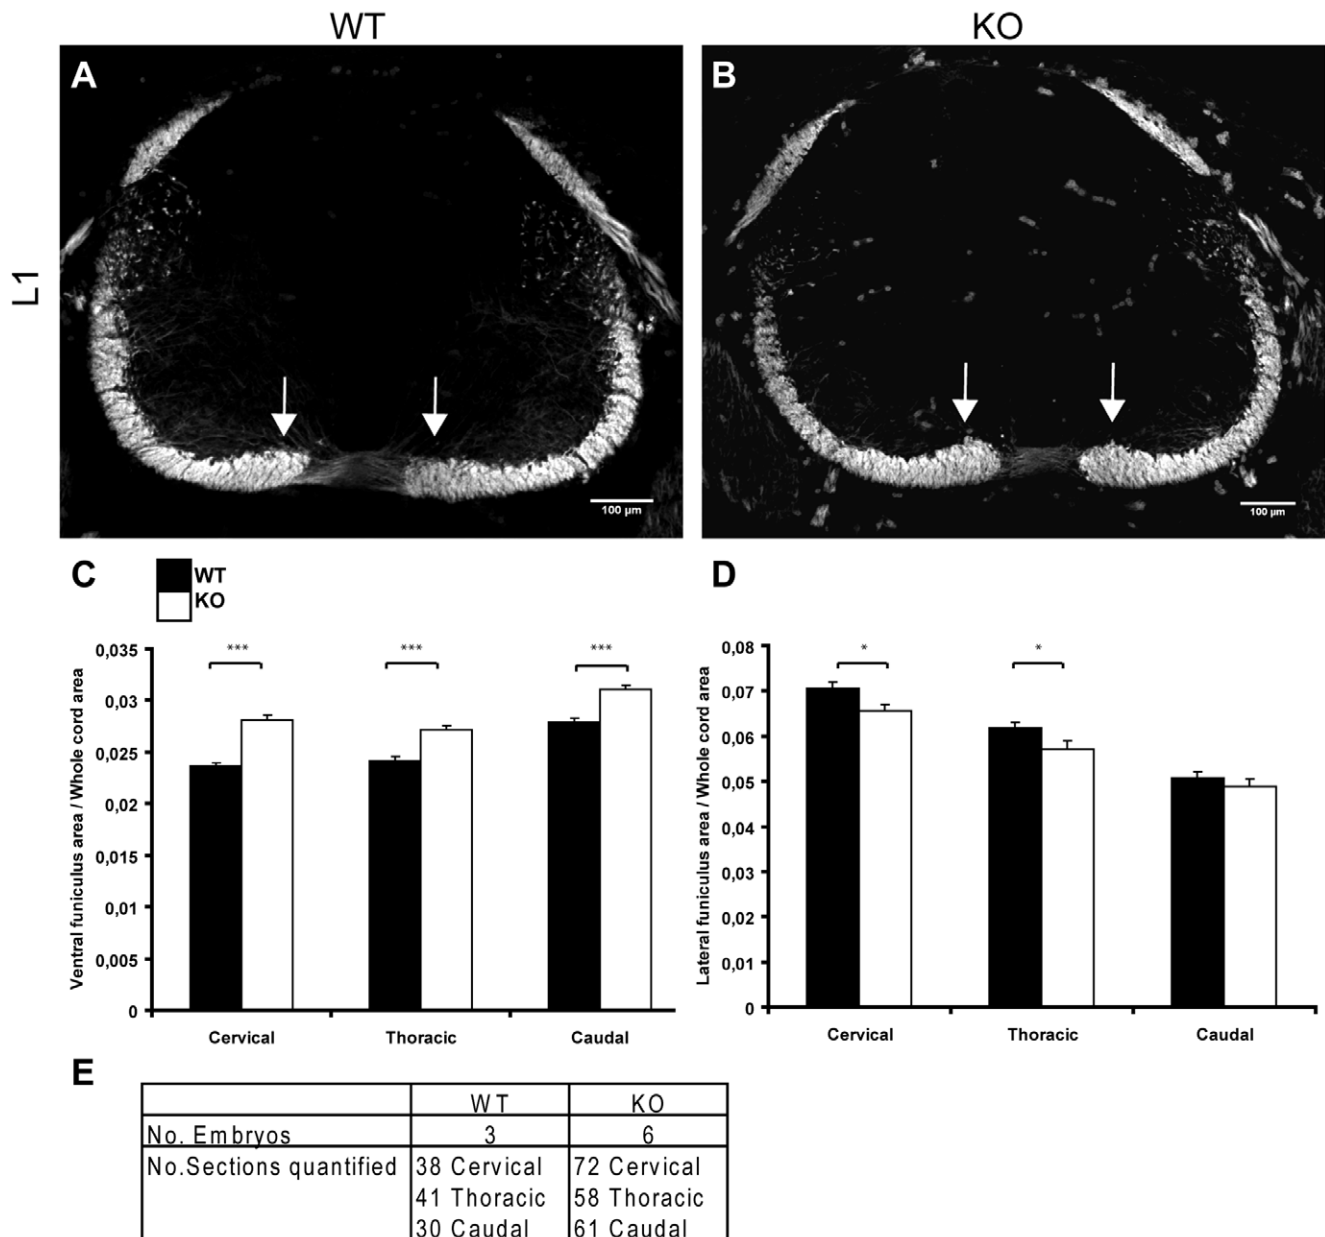 WT
KO
A
B
L1
100 µm
100 µm
C
WT
KO
D
Ventral funiculus area / Whole cord area
0,035
0,03
0,025
0,02
0,015
0,01
0,005
0
***
***
***
Cervical
Thoracic
Caudal
Lateral funiculus area / Whole cord area
0,08
0,07
0,06
0,05
0,04
0,03
0,02
0,01
0
*
*
Cervical
Thoracic
Caudal
E
WT KO
No. Embryos 3 6
No.Sections quantified 38 Cervical 72 Cervical
41 Thoracic 58 Thoracic
30 Caudal 61 Caudal